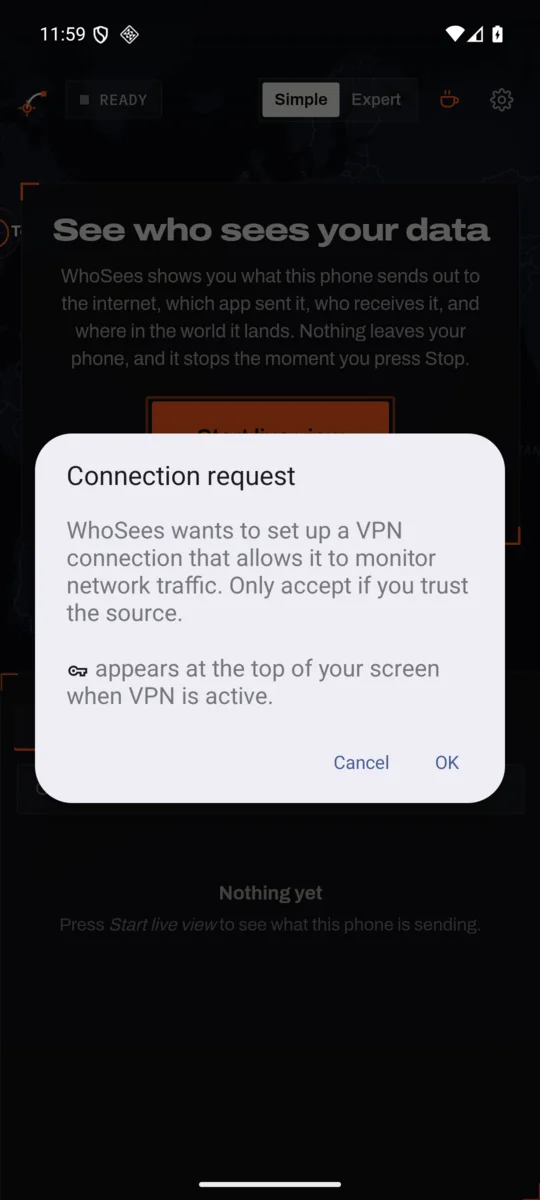 11:59
READY
Simple
Expert
See who sees your data
WhoSees shows you what this phone sends out to
the internet, which app sent it, who receives it, and
where in the world it lands. Nothing leaves your
phone, and it stops the moment you press Stop.
Start live view
Connection request
WhoSees wants to set up a VPN
connection that allows it to monitor
network traffic. Only accept if you trust
the source.
appears at the top of your screen
when VPN is active.
Cancel
OK
Nothing yet
Press Start live view to see what this phone is sending.